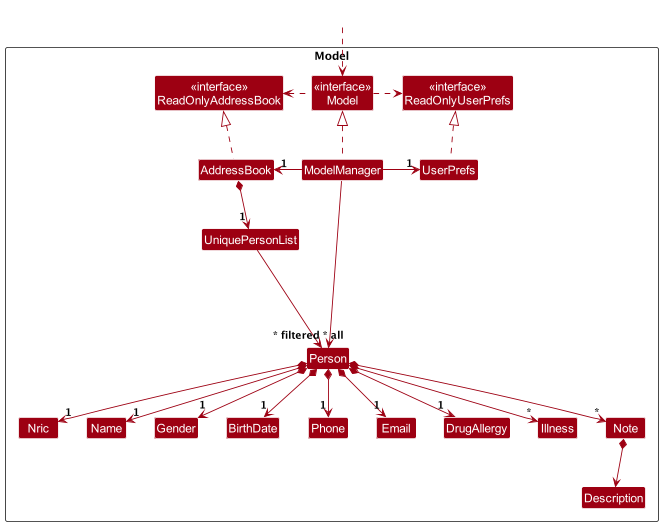 Model
«interface»
ReadOnlyAddressBook
«interface»
Model
«interface»
ReadOnlyUserPrefs
AddressBook
1
ModelManager
1
UserPrefs
1
UniquePersonList
* filtered * all
Person
1
1
1
1
1
1
1
*
*
Nric
Name
Gender
BirthDate
Phone
Email
DrugAllergy
Illness
Note
Description